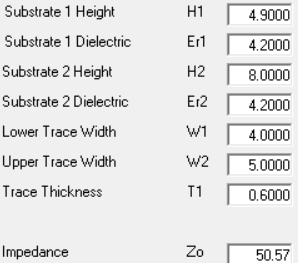 Substrate 1 Height H1 4.9000
Substrate 1 Dielectric Er1 4.2000
Substrate 2 Height H2 8.0000
Substrate 2 Dielectric Er2 4.2000
Lower Trace Width W1 4.0000
Upper Trace Width W2 5.0000
Trace Thickness T1 0.6000
Impedance Zo 50.57